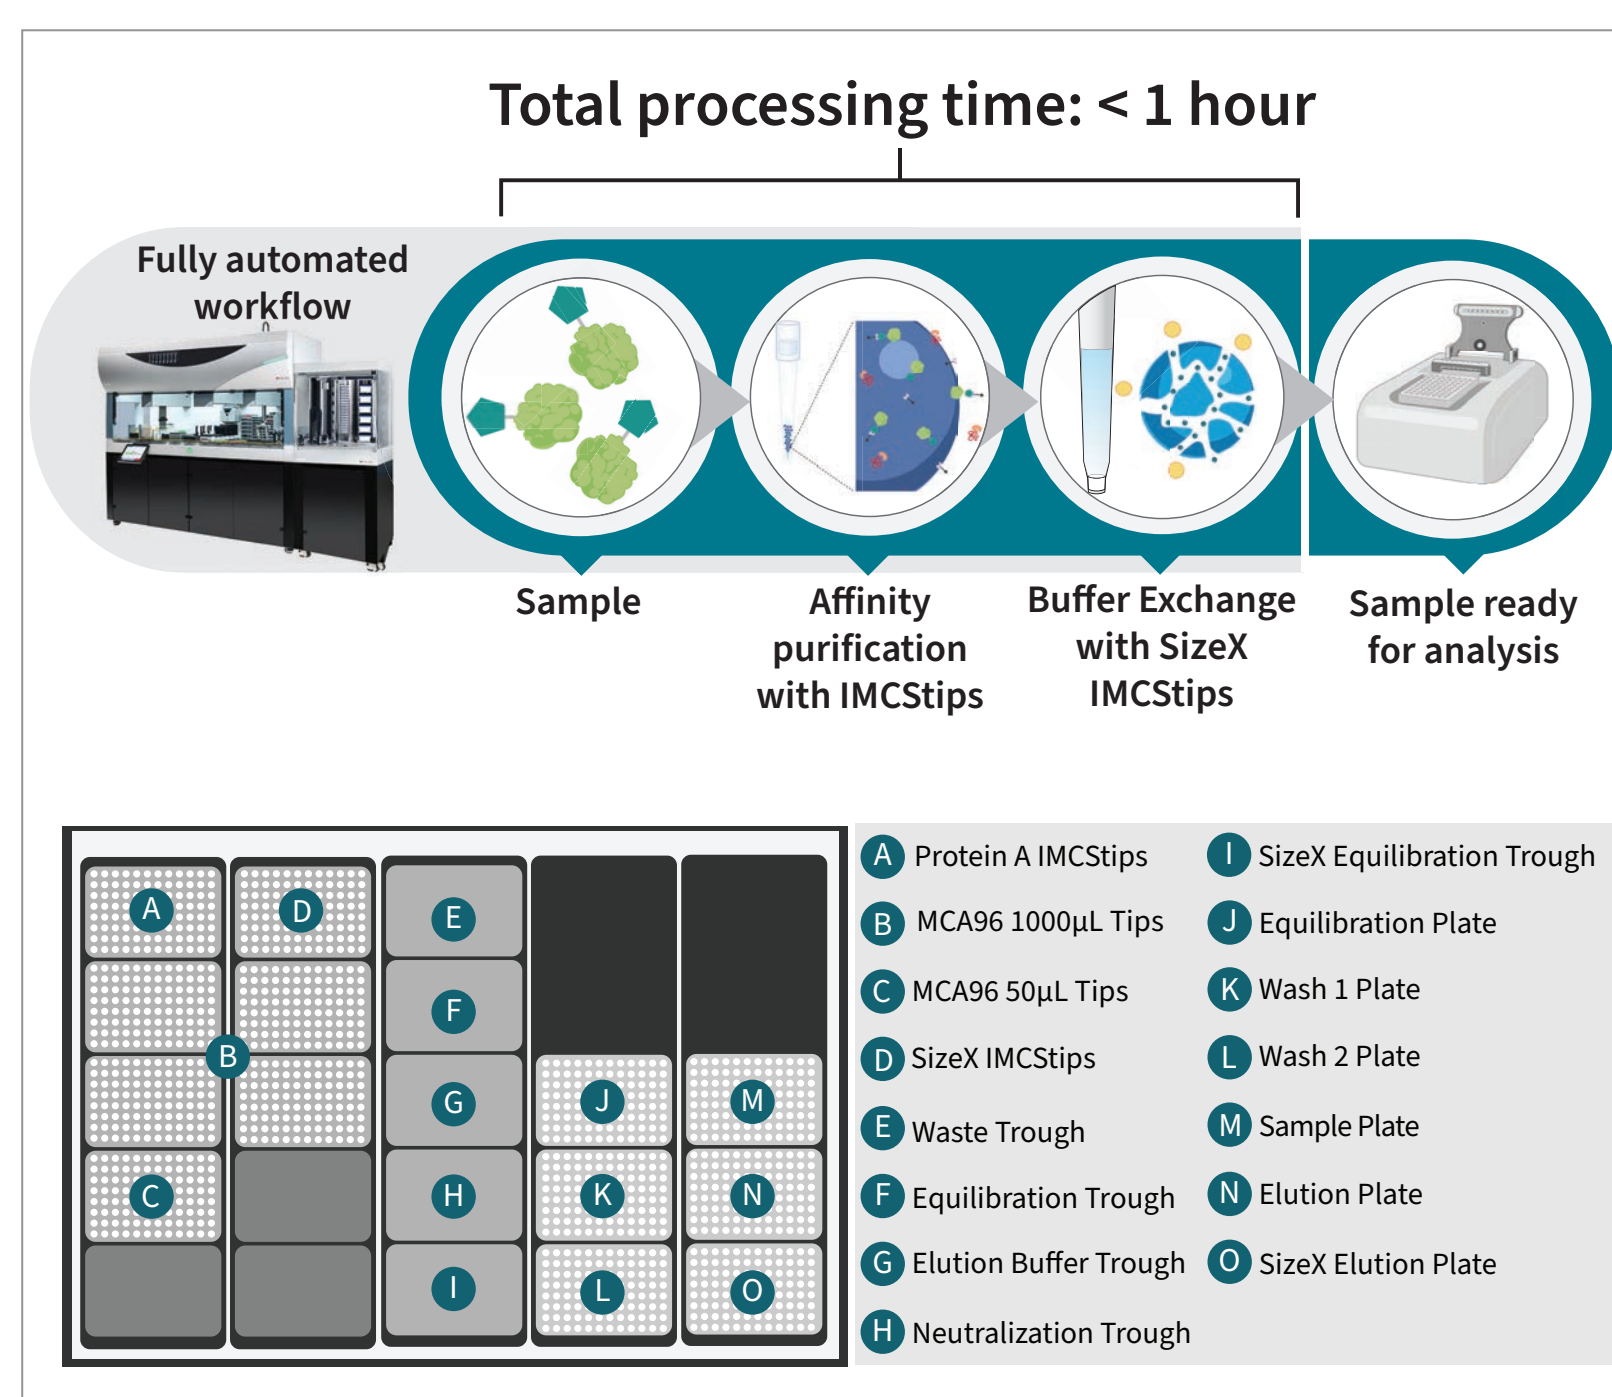 Total processing time: < 1 hour
Fully automated
workflow
Sample
Affinity
purification
with IMCStips
Buffer Exchange
with SizeX
IMCStips
Sample ready
for analysis
A
D
E
F
B
G
J
M
C
H
K
N
I
L
O
A Protein A IMCStips
B MCA96 1000µL Tips
C MCA96 50µL Tips
D SizeX IMCStips
E Waste Trough
F Equilibration Trough
G Elution Buffer Trough
H Neutralization Trough
I SizeX Equilibration Trough
J Equilibration Plate
K Wash 1 Plate
L Wash 2 Plate
M Sample Plate
N Elution Plate
O SizeX Elution Plate